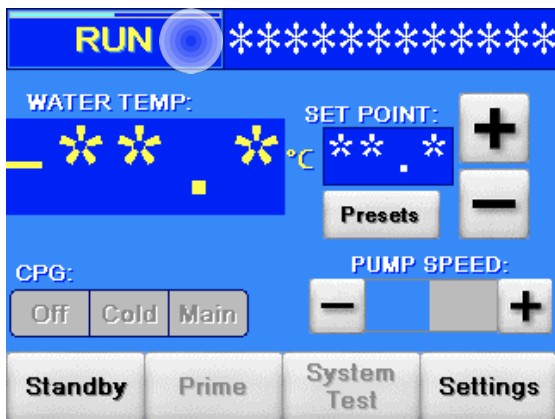 RUN ************
WATER TEMP: SET POINT:
-**.* °C **.* +
Presets -
CPG: PUMP SPEED:
Off Cold Main - +
Standby Prime System Test Settings